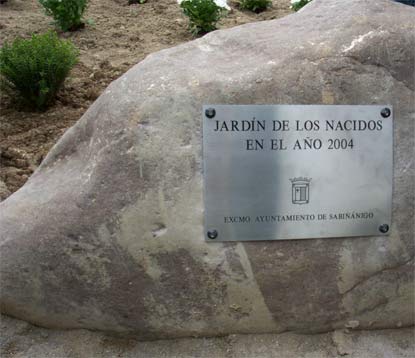 JARDÍN DE LOS NACIDOS
EN EL AÑO 2004
EXCMO. AYUNTAMIENTO DE SABIÑÁNIGO